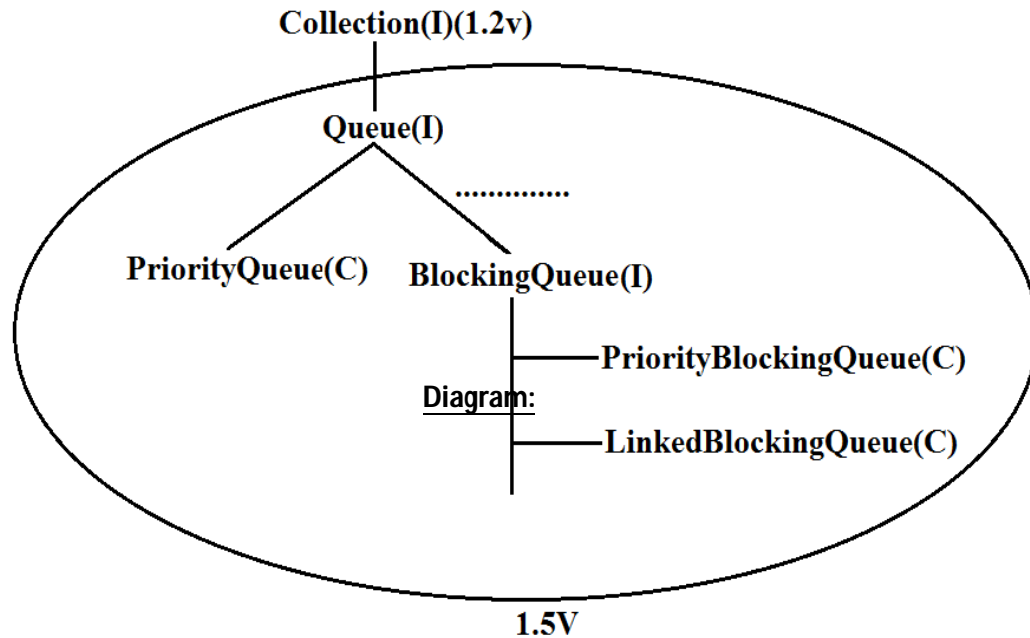 Collection(I)(1.2v)
Queue(I)
..............
PriorityQueue(C)
BlockingQueue(I)
PriorityBlockingQueue(C)
Diagram:
LinkedBlockingQueue(C)
1.5V